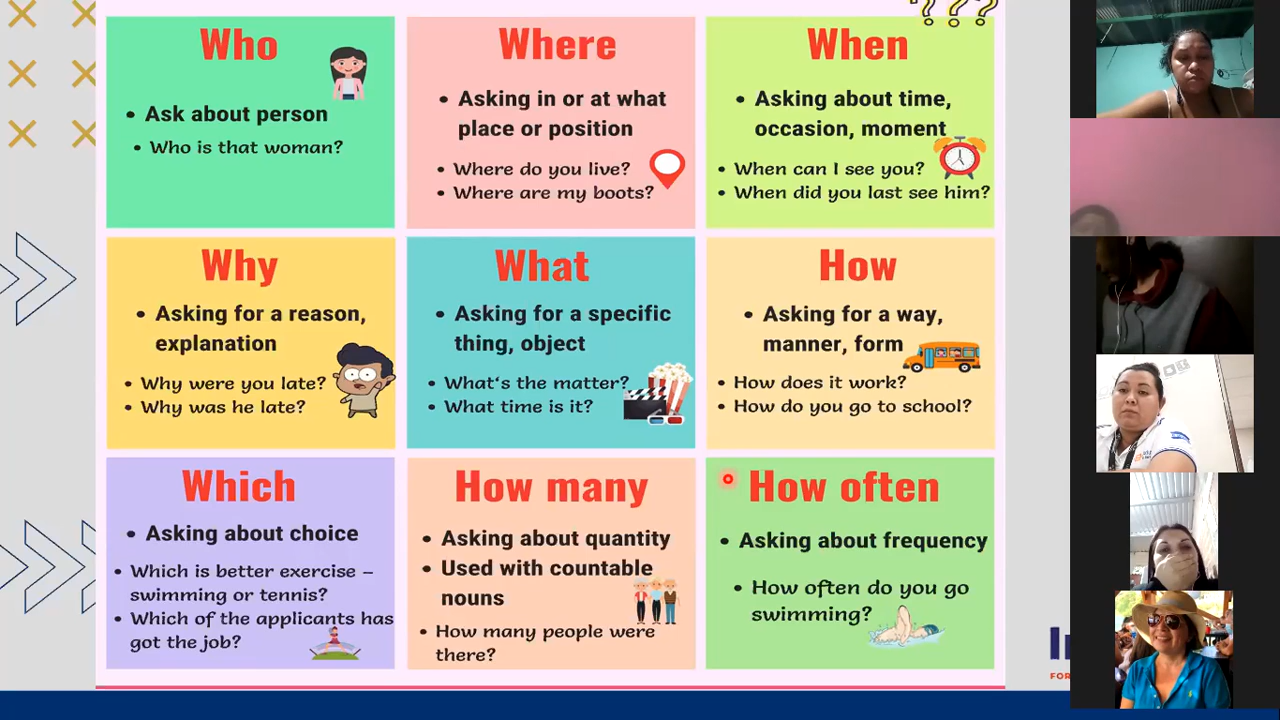 ???
Who
• Ask about person
• Who is that woman?
Where
• Asking in or at what
place or position
• Where do you live?
• Where are my boots?
When
• Asking about time,
occasion, moment
• When can I see you?
• When did you last see him?
Why
• Asking for a reason,
explanation
• Why were you late?
• Why was he late?
What
• Asking for a specific
thing, object
• What's the matter?
• What time is it?
How
• Asking for a way,
manner, form
• How does it work?
• How do you go to school?
Which
• Asking about choice
• Which is better exercise –
swimming or tennis?
• Which of the applicants has
got the job?
How many
• Asking about quantity
• Used with countable
nouns
• How many people were
there?
How often
• Asking about frequency
• How often do you go
swimming?
FOR